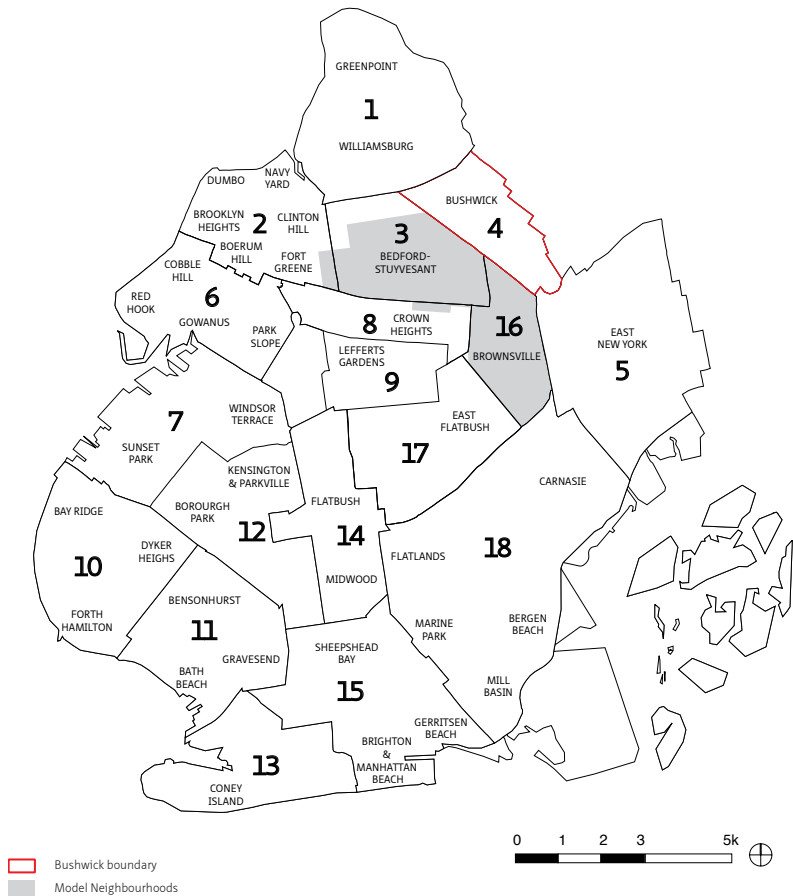 GREENPOINT
1
WILLIAMSBURG
NAVY
YARD
DUMBO
BROOKLYN
HEIGHTS
2
CLINTON
HILL
BOERUM
HILL
FORT
GREENE
BUSHWICK
4
3
BEDFORD-
STUYVESANT
COBBLE
HILL
RED
HOOK
6
GOWANUS
PARK
SLOPE
8
CROWN
HEIGHTS
16
BROWNSVILLE
EAST
NEW YORK
5
LEFFERTS
GARDENS
9
7
WINDSOR
TERRACE
SUNSET
PARK
EAST
FLATBUSH
17
KENSINGTON
& PARKVILLE
BOROURGH
PARK
12
FLATBUSH
14
MIDWOOD
CARNASIE
FLATLANDS
18
BAY RIDGE
DYKER
HEIGHS
10
FORTH
HAMILTON
BENSONHURST
11
GRAVESEND
BATH
BEACH
MARINE
PARK
BERGEN
BEACH
SHEEPSHEAD
BAY
15
MILL
BASIN
GERRITSEN
BEACH
BRIGHTON
&
MANHATTAN
BEACH
13
CONEY
ISLAND
0 1 2 3 5k
Bushwick boundary
Model Neighbourhoods